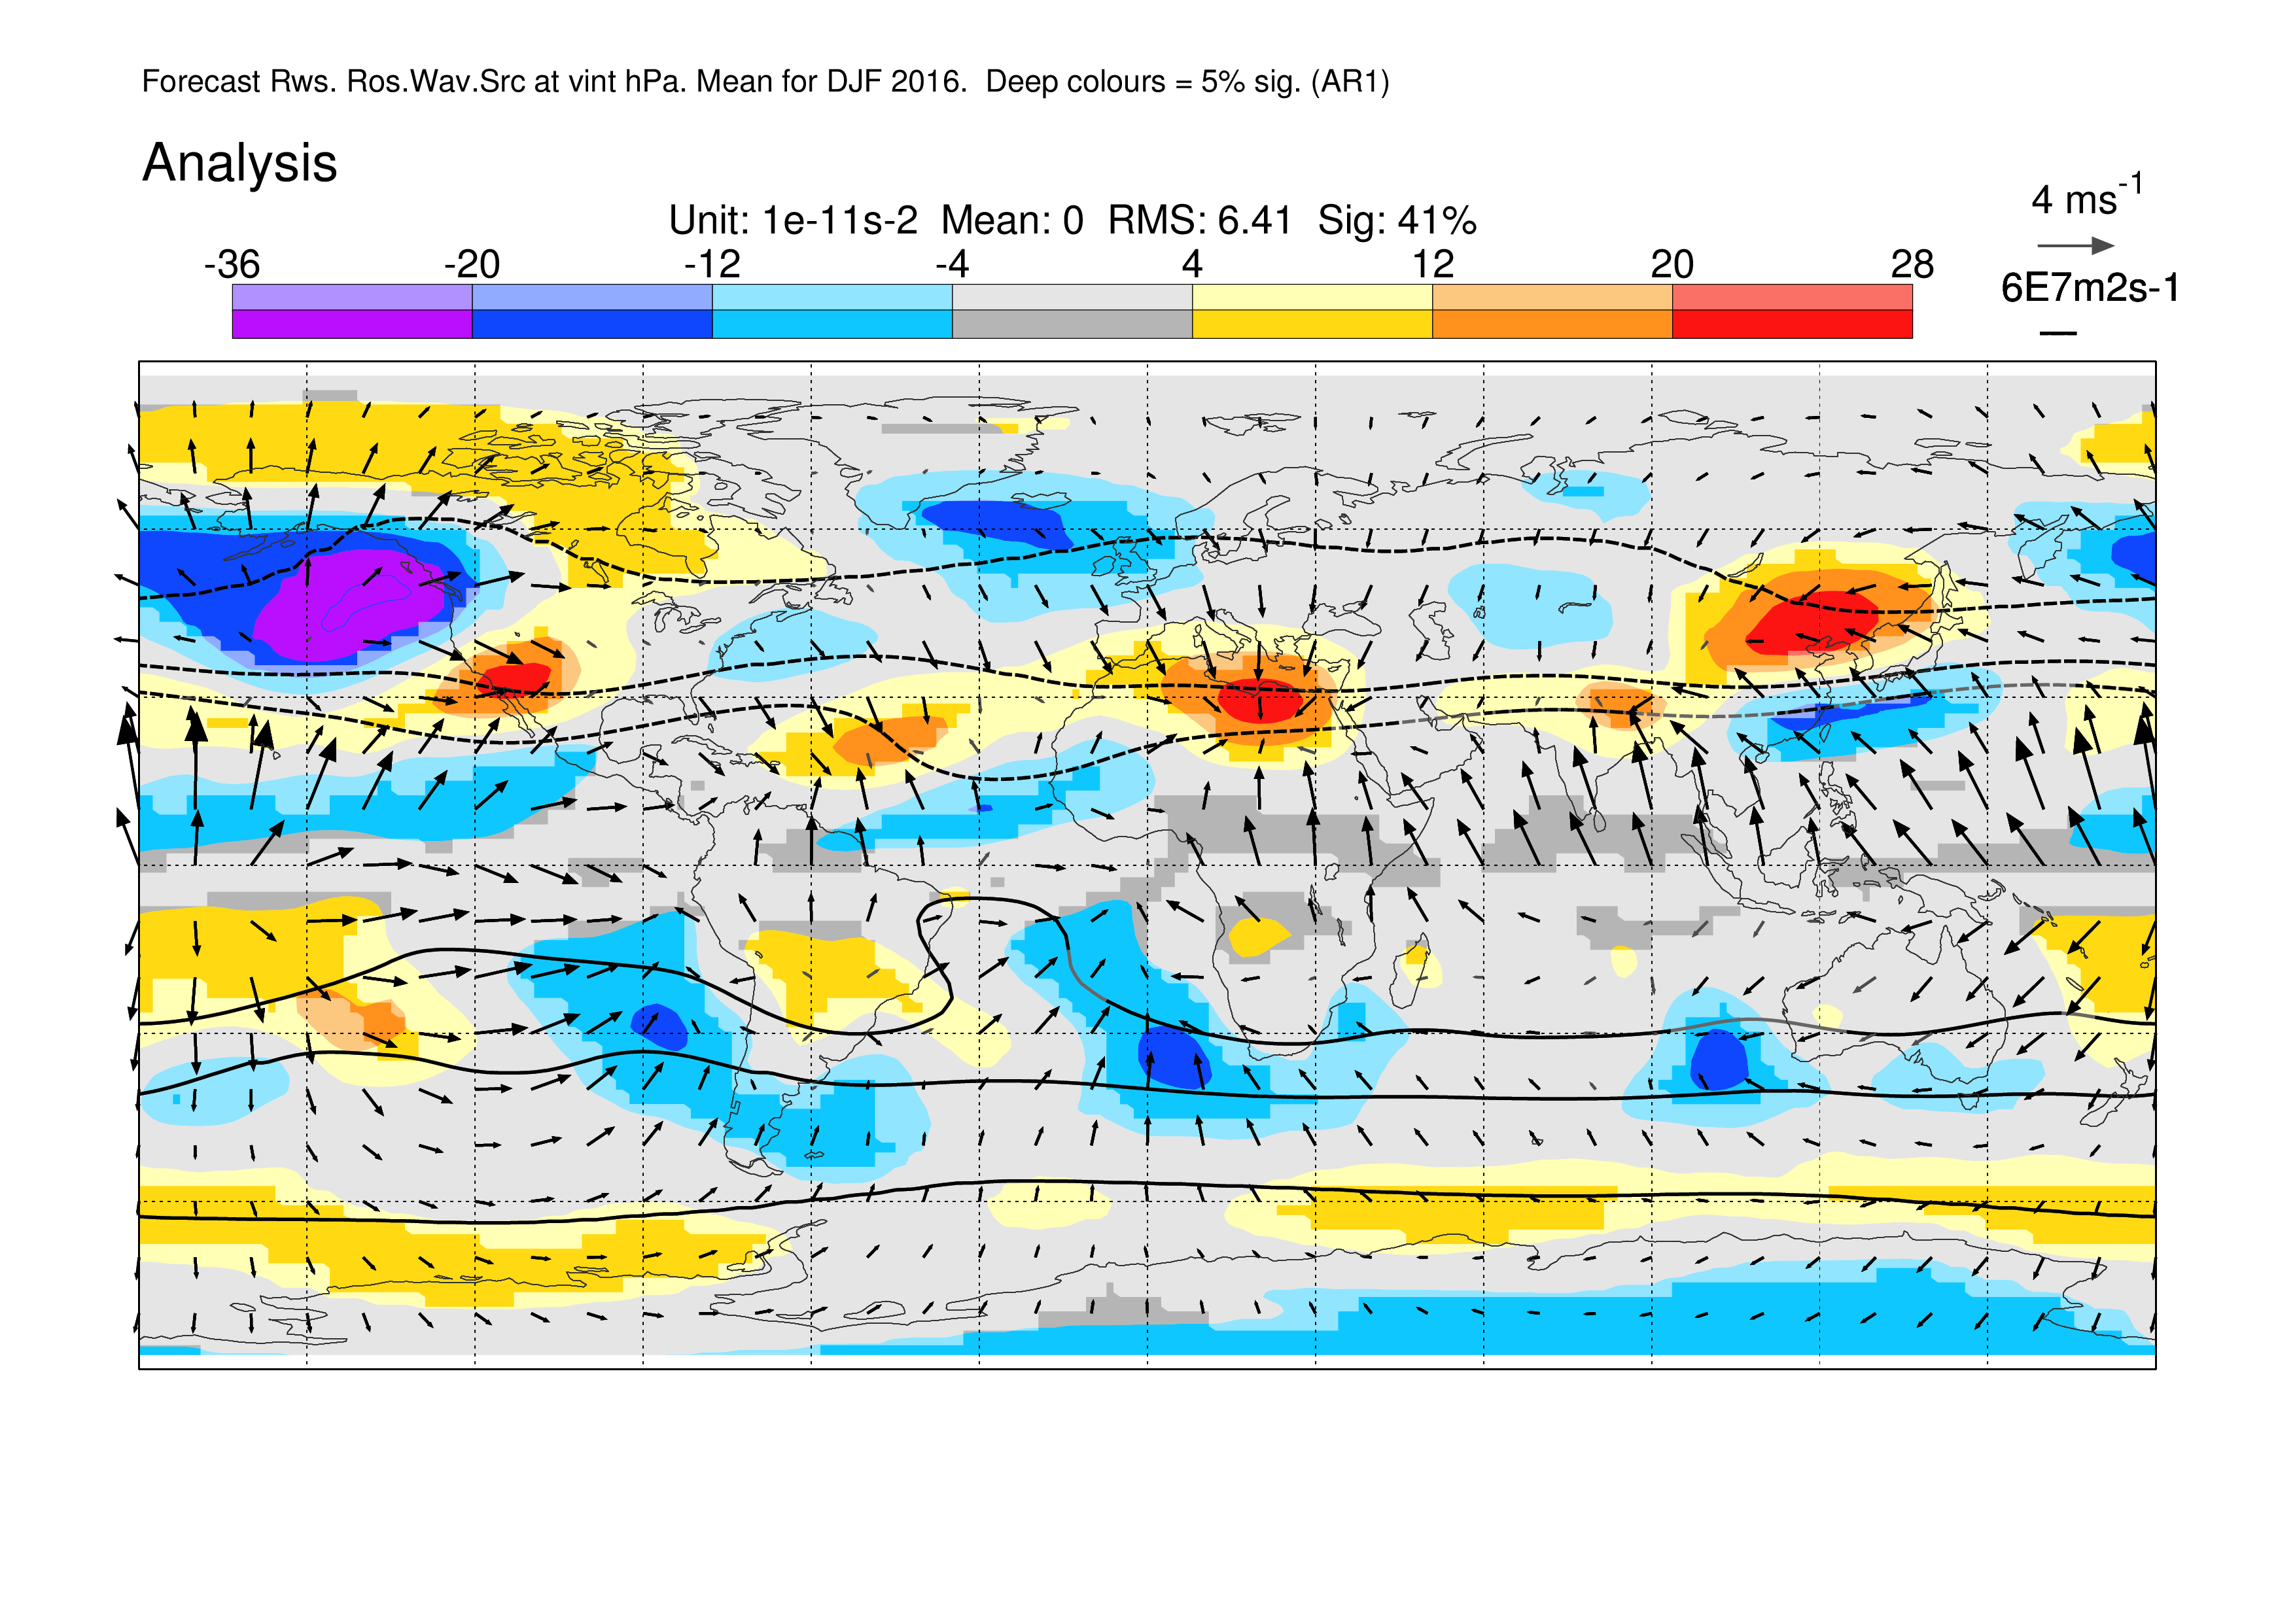 Forecast Rws. Ros.Wav.Src at vint hPa. Mean for DJF 2016.  Deep colours = 5% sig. (AR1)
Analysis
Unit: 1e-11s-2  Mean: 0  RMS: 6.41  Sig: 41%
4 ms-1
-36 -20 -12 -4 4 12 20 28
6E7m2s-1